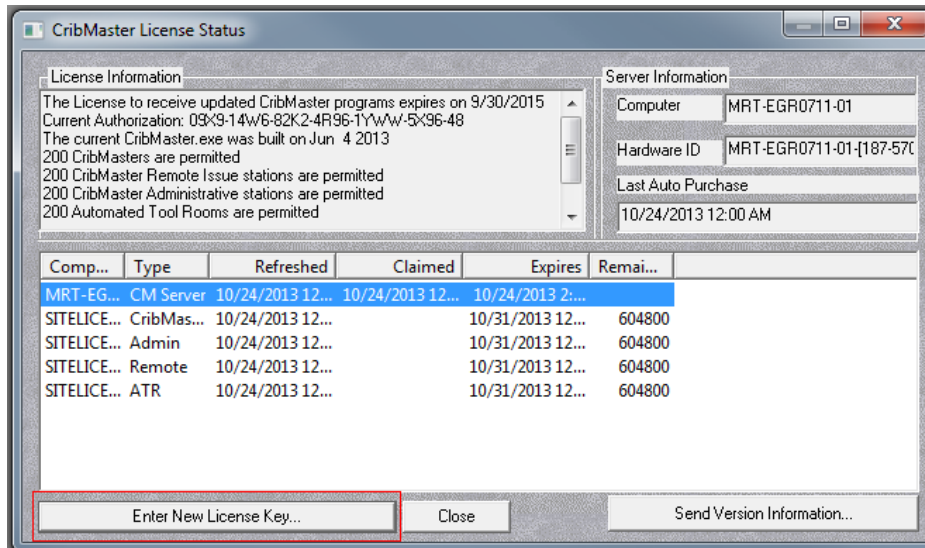 CribMaster License Status
License Information
The License to receive updated CribMaster programs expires on 9/30/2015
Current Authorization: 09X9-14W6-82K2-4R96-1YWW-5X96-48
The current CribMaster.exe was built on Jun 4 2013
200 CribMasters are permitted
200 CribMaster Remote Issue stations are permitted
200 CribMaster Administrative stations are permitted
200 Automated Tool Rooms are permitted
Server Information
Computer MRT-EGR0711-01
Hardware ID MRT-EGR0711-01-[187-570
Last Auto Purchase
10/24/2013 12:00 AM
Comp... Type Refreshed Claimed Expires Remai...
MRT-EG... CM Server 10/24/2013 12... 10/24/2013 12... 10/24/2013 2:...
SITELICE... CribMas... 10/24/2013 12... 10/31/2013 12... 604800
SITELICE... Admin 10/24/2013 12... 10/31/2013 12... 604800
SITELICE... Remote 10/24/2013 12... 10/31/2013 12... 604800
SITELICE... ATR 10/24/2013 12... 10/31/2013 12... 604800
Enter New License Key... Close Send Version Information...